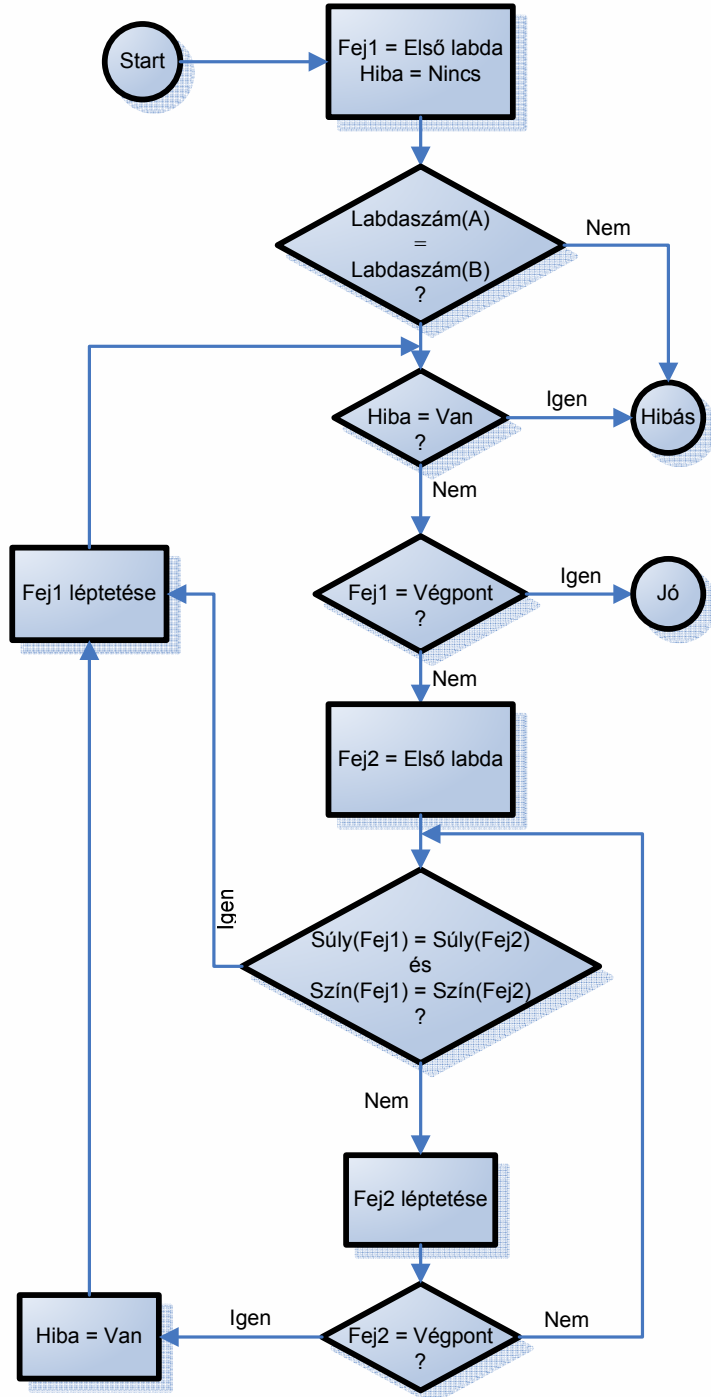 Start
Fej1 = Első labda
Hiba = Nincs
Labdaszám(A)
=
Labdaszám(B)
?
Nem
Hiba = Van
?
Igen
Hibás
Nem
Fej1 léptetése
Fej1 = Végpont
?
Igen
Jó
Nem
Fej2 = Első labda
Igen
Súly(Fej1) = Súly(Fej2)
és
Szín(Fej1) = Szín(Fej2)
?
Nem
Fej2 léptetése
Hiba = Van
Igen
Fej2 = Végpont
?
Nem